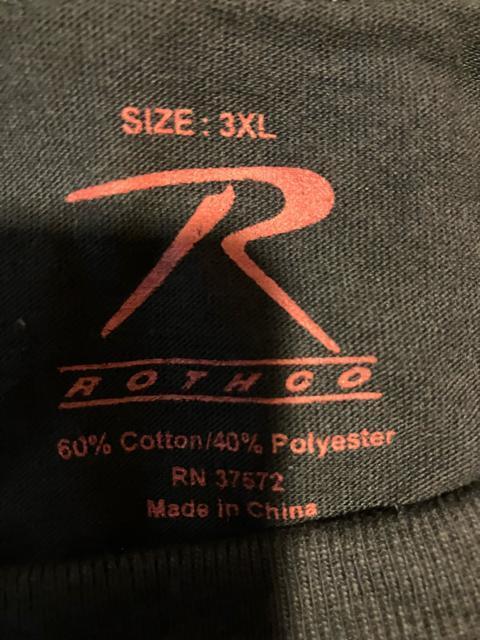 SIZE : 3XL
R
ROTHCO
60% Cotton/40% Polyester
RN 37572
Made in China